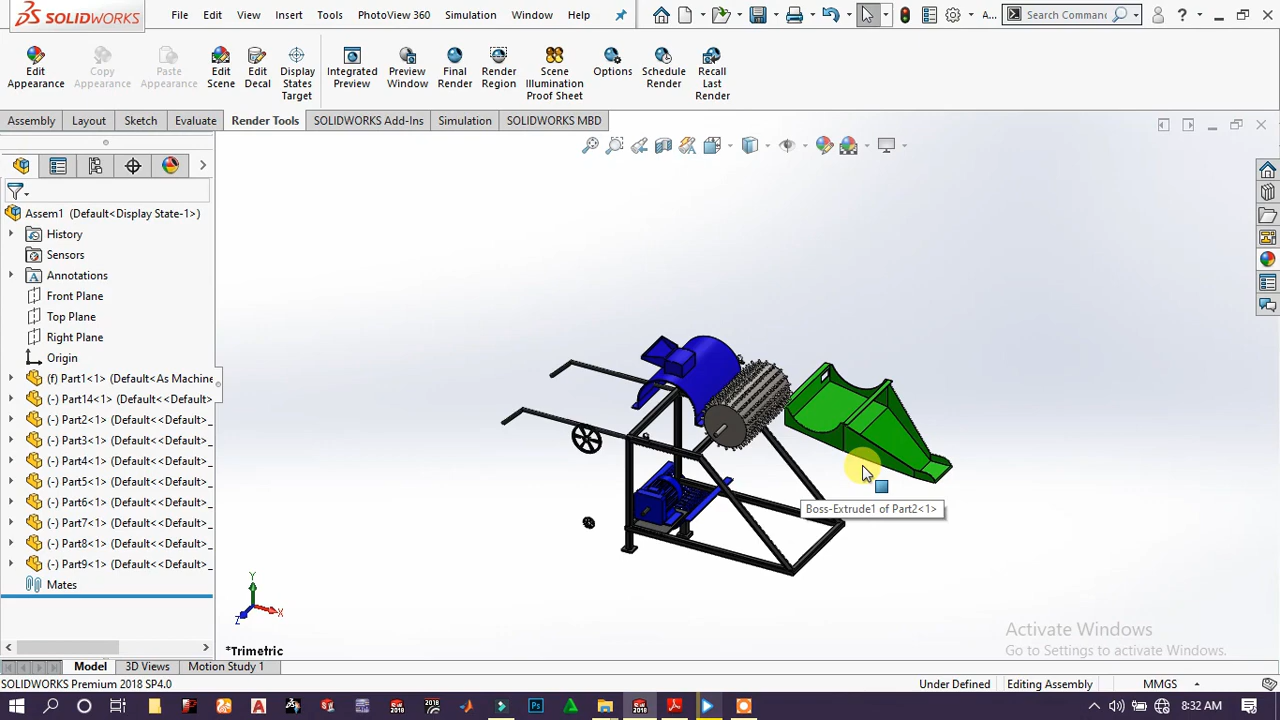 SOLIDWORKS File Edit View Insert Tools PhotoView 360 Simulation Window Help A... Search Commands
Edit Appearance Copy Appearance Paste Appearance Edit Scene Edit Decal Display States Target Integrated Preview Preview Window Final Render Render Region Scene Illumination Proof Sheet Options Schedule Render Recall Last Render
Assembly Layout Sketch Evaluate Render Tools SOLIDWORKS Add-Ins Simulation SOLIDWORKS MBD
Assem1 (Default<Display State-1>)
History
Sensors
Annotations
Front Plane
Top Plane
Right Plane
Origin
(f) Part1<1> (Default<As Machine
(-) Part14<1> (Default<<Default>_
(-) Part2<1> (Default<<Default>_
(-) Part3<1> (Default<<Default>_
(-) Part4<1> (Default<<Default>_
(-) Part5<1> (Default<<Default>_
(-) Part6<1> (Default<<Default>_
(-) Part7<1> (Default<<Default>_
(-) Part8<1> (Default<<Default>_
(-) Part9<1> (Default<<Default>_
Mates
Boss-Extrude1 of Part2<1>
Y
X
Z
*Trimetric
Activate Windows
Go to Settings to activate Windows.
Model 3D Views Motion Study 1
SOLIDWORKS Premium 2018 SP4.0 Under Defined Editing Assembly MMGS
8:32 AM